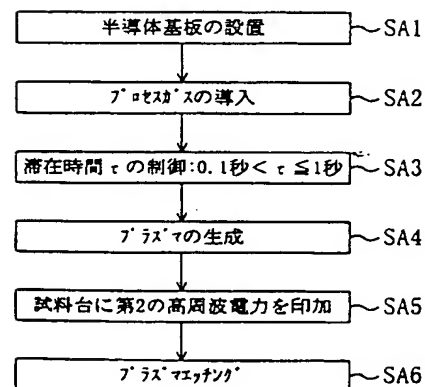 半導体基板の設置 SA1
プロセスガスの導入 SA2
滞在時間τの制御:0.1秒<τ≦1秒 SA3
プラズマの生成 SA4
試料台に第2の高周波電力を印加 SA5
プラズマエッチング SA6